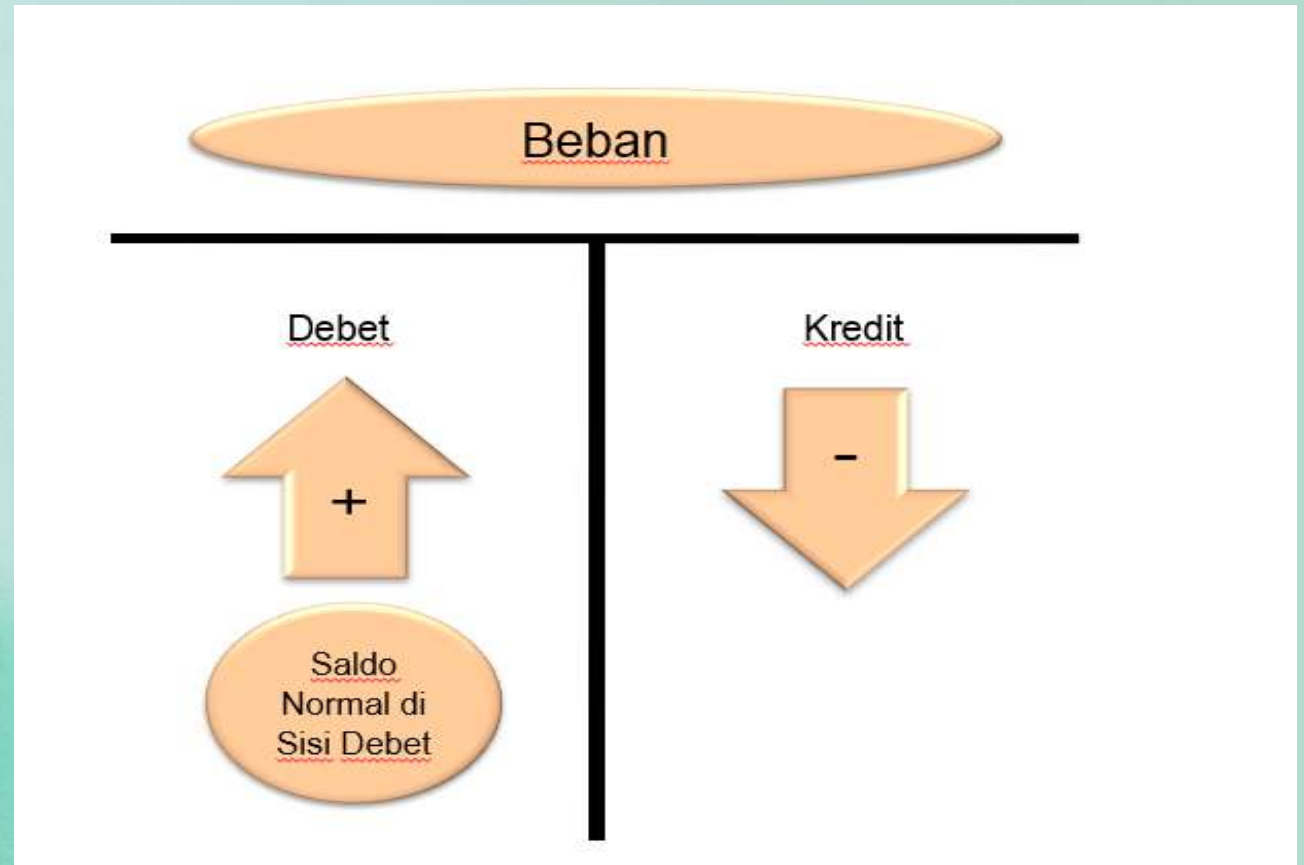 Beban
Debet
Kredit
+
-
Saldo
Normal di
Sisi Debet